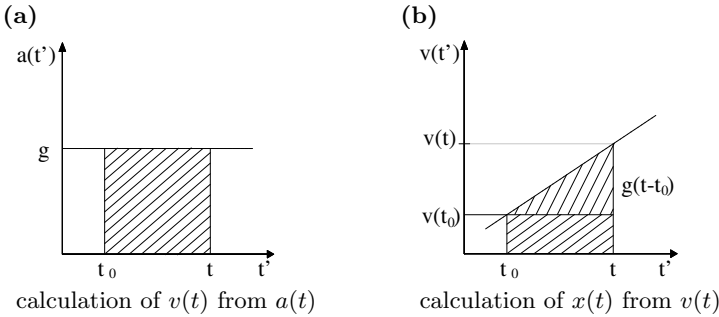 (a)
a(t')
g
t₀
t
t'
calculation of v(t) from a(t)
(b)
v(t')
v(t)
g(t-t₀)
v(t₀)
t₀
t
t'
calculation of x(t) from v(t)